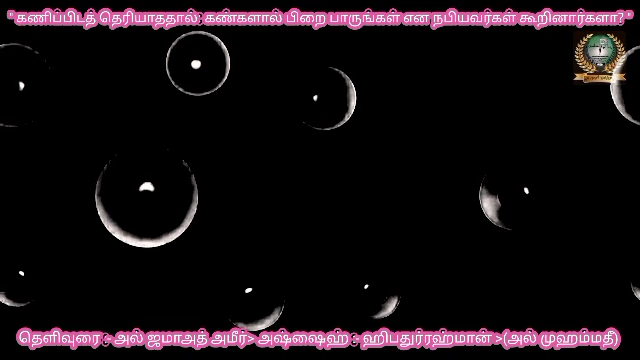 " கணிப்பிடத் தெரியாததால்; கண்களால் பிறை பாருங்கள் என நபியவர்கள் கூறினார்களா? "
தெளிவுரை :- அல் ஜமாஅத் அமீர்> அஷ்ஷைஹ் :- ஹிபதுர்ரஹ்மான் >(அல் முஹம்மதீ)